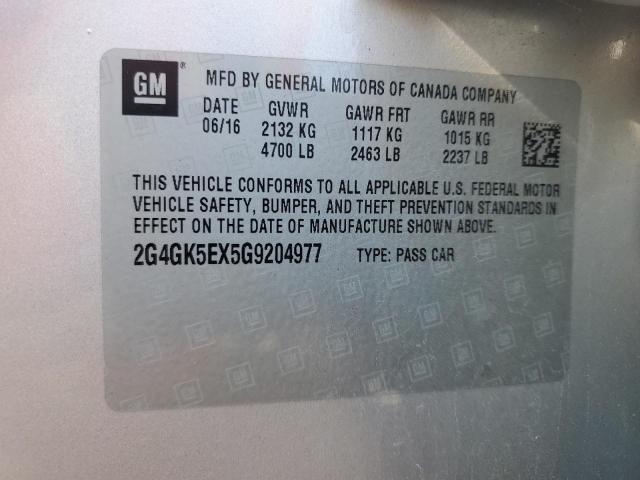 GM ®
MFD BY GENERAL MOTORS OF CANADA COMPANY
DATE GVWR GAWR FRT GAWR RR
06/16 2132 KG 1117 KG 1015 KG
4700 LB 2463 LB 2237 LB
THIS VEHICLE CONFORMS TO ALL APPLICABLE U.S. FEDERAL MOTOR
VEHICLE SAFETY, BUMPER, AND THEFT PREVENTION STANDARDS IN
EFFECT ON THE DATE OF MANUFACTURE SHOWN ABOVE.
2G4GK5EX5G9204977 TYPE: PASS CAR